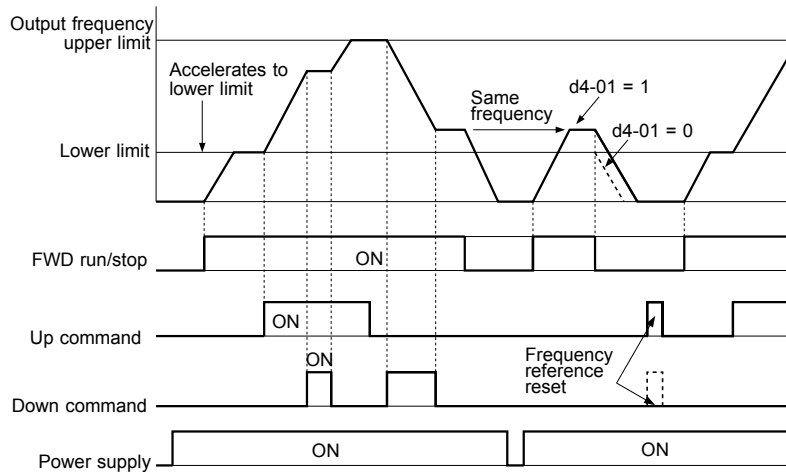 Output frequency
upper limit
Accelerates to
lower limit
Same
frequency
d4-01 = 1
d4-01 = 0
Lower limit
FWD run/stop
ON
Up command
ON
ON
Frequency
reference
reset
Down command
Power supply
ON
ON